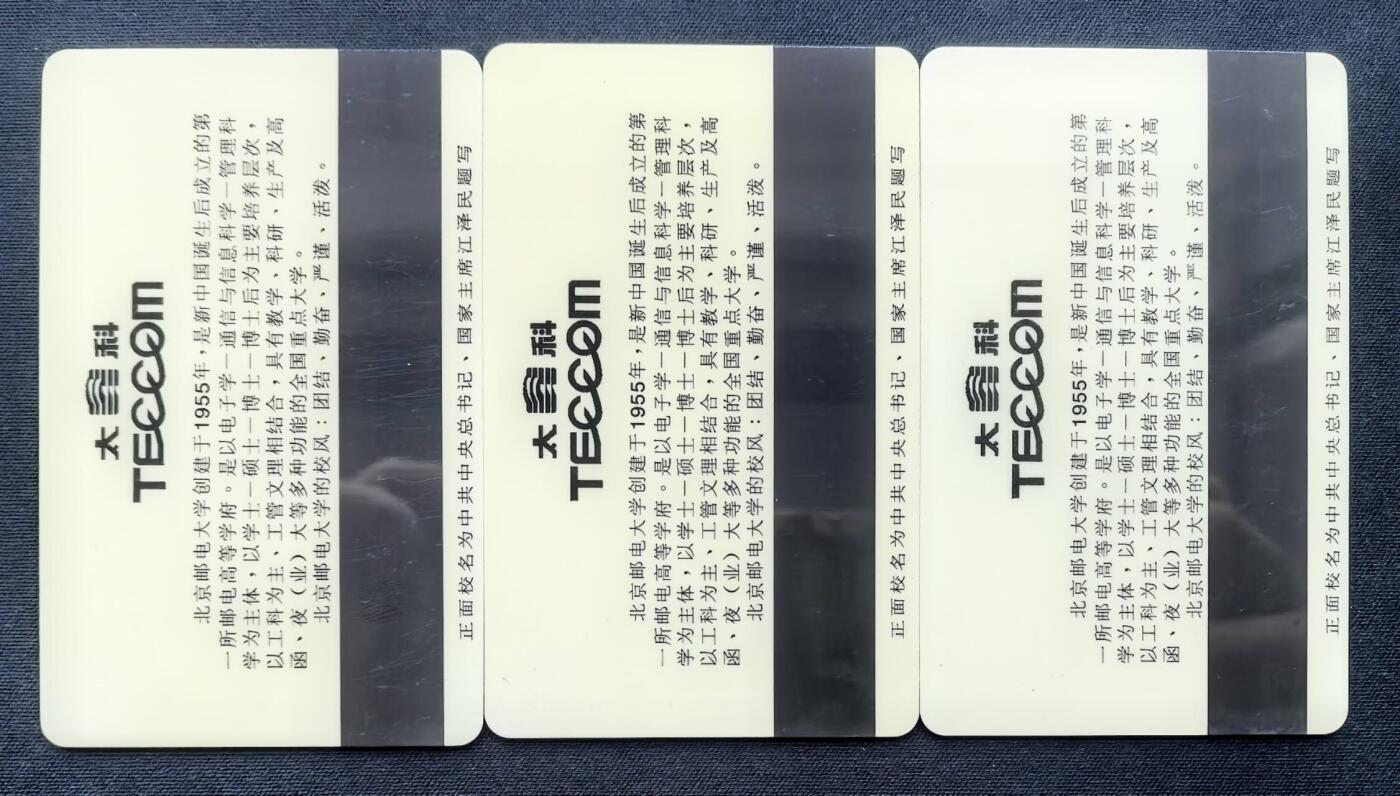 太 科
TECCOM
北京邮电大学创建于1955年,是新中国诞生后成立的第
一所邮电高等学府。是以电子学—通信与信息科学—管理科
学为主体,以学士—硕士—博士—博士后为主要培养层次,
以工科为主、工管文理相结合,具有教学、科研、生产及高
函、夜(业)大等多种功能的全国重点大学。
北京邮电大学的校风:团结、勤奋、严谨、活泼。
正面校名为中共中央总书记、国家主席江泽民题写
太 科
TECCOM
北京邮电大学创建于1955年,是新中国诞生后成立的第
一所邮电高等学府。是以电子学—通信与信息科学—管理科
学为主体,以学士—硕士—博士—博士后为主要培养层次,
以工科为主、工管文理相结合,具有教学、科研、生产及高
函、夜(业)大等多种功能的全国重点大学。
北京邮电大学的校风:团结、勤奋、严谨、活泼。
正面校名为中共中央总书记、国家主席江泽民题写
太 科
TECCOM
北京邮电大学创建于1955年,是新中国诞生后成立的第
一所邮电高等学府。是以电子学—通信与信息科学—管理科
学为主体,以学士—硕士—博士—博士后为主要培养层次,
以工科为主、工管文理相结合,具有教学、科研、生产及高
函、夜(业)大等多种功能的全国重点大学。
北京邮电大学的校风:团结、勤奋、严谨、活泼。
正面校名为中共中央总书记、国家主席江泽民题写